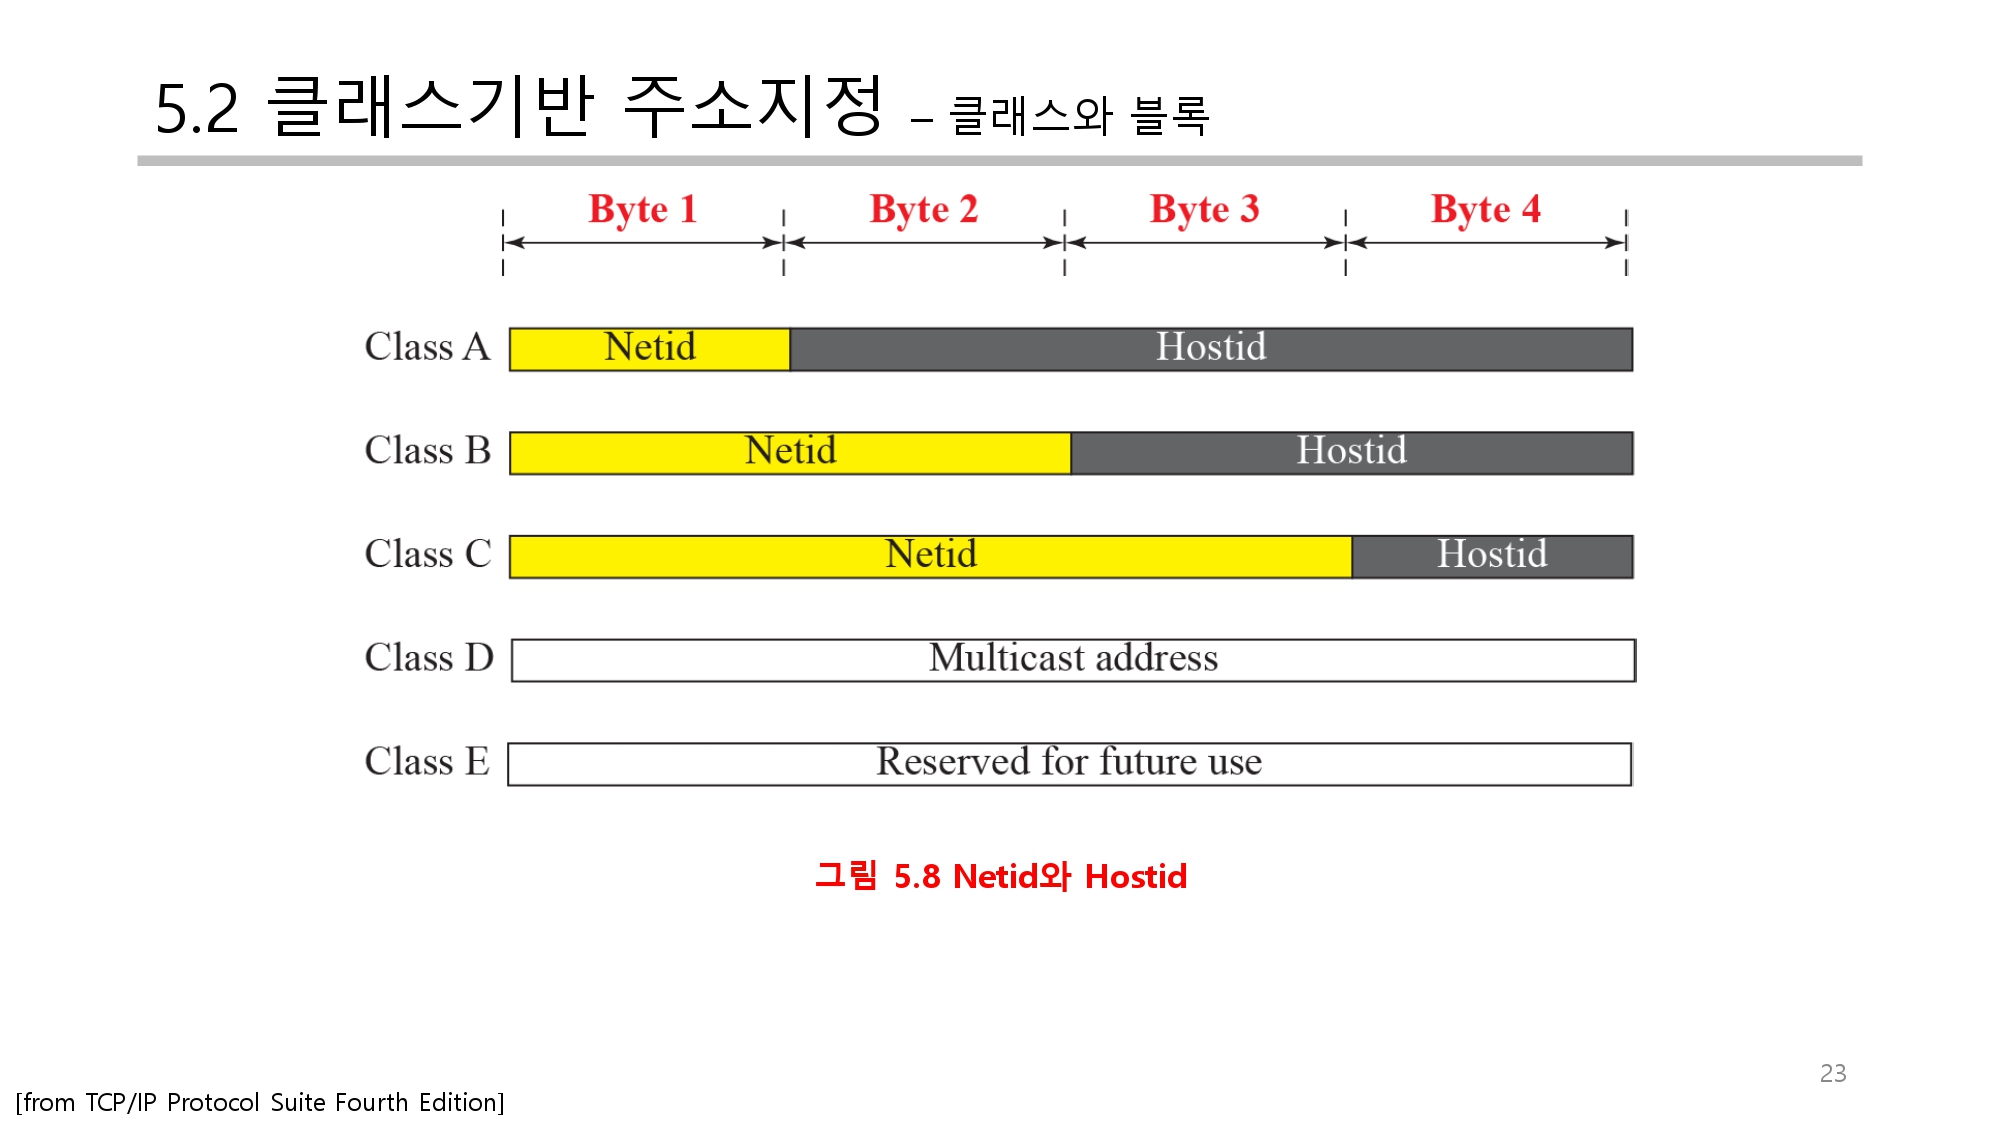 5.2 클래스기반 주소지정 – 클래스와 블록
Byte 1 Byte 2 Byte 3 Byte 4
Class A Netid Hostid
Class B Netid Hostid
Class C Netid Hostid
Class D Multicast address
Class E Reserved for future use
그림 5.8 Netid와 Hostid
23
[from TCP/IP Protocol Suite Fourth Edition]